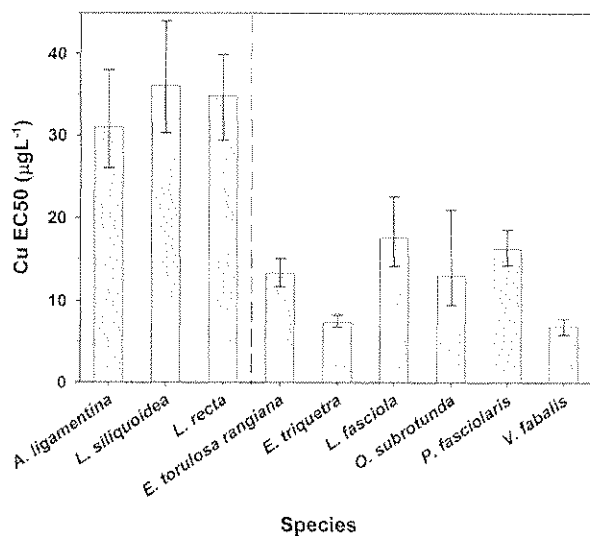 Cu EC50 (µgL⁻¹)
40
30
20
10
0
A. ligamentina
L. siliquoidea
L. recta
E. torulosa rangiana
E. triquetra
L. fasciola
O. subrotunda
P. fasciolaris
V. fabalis
Species